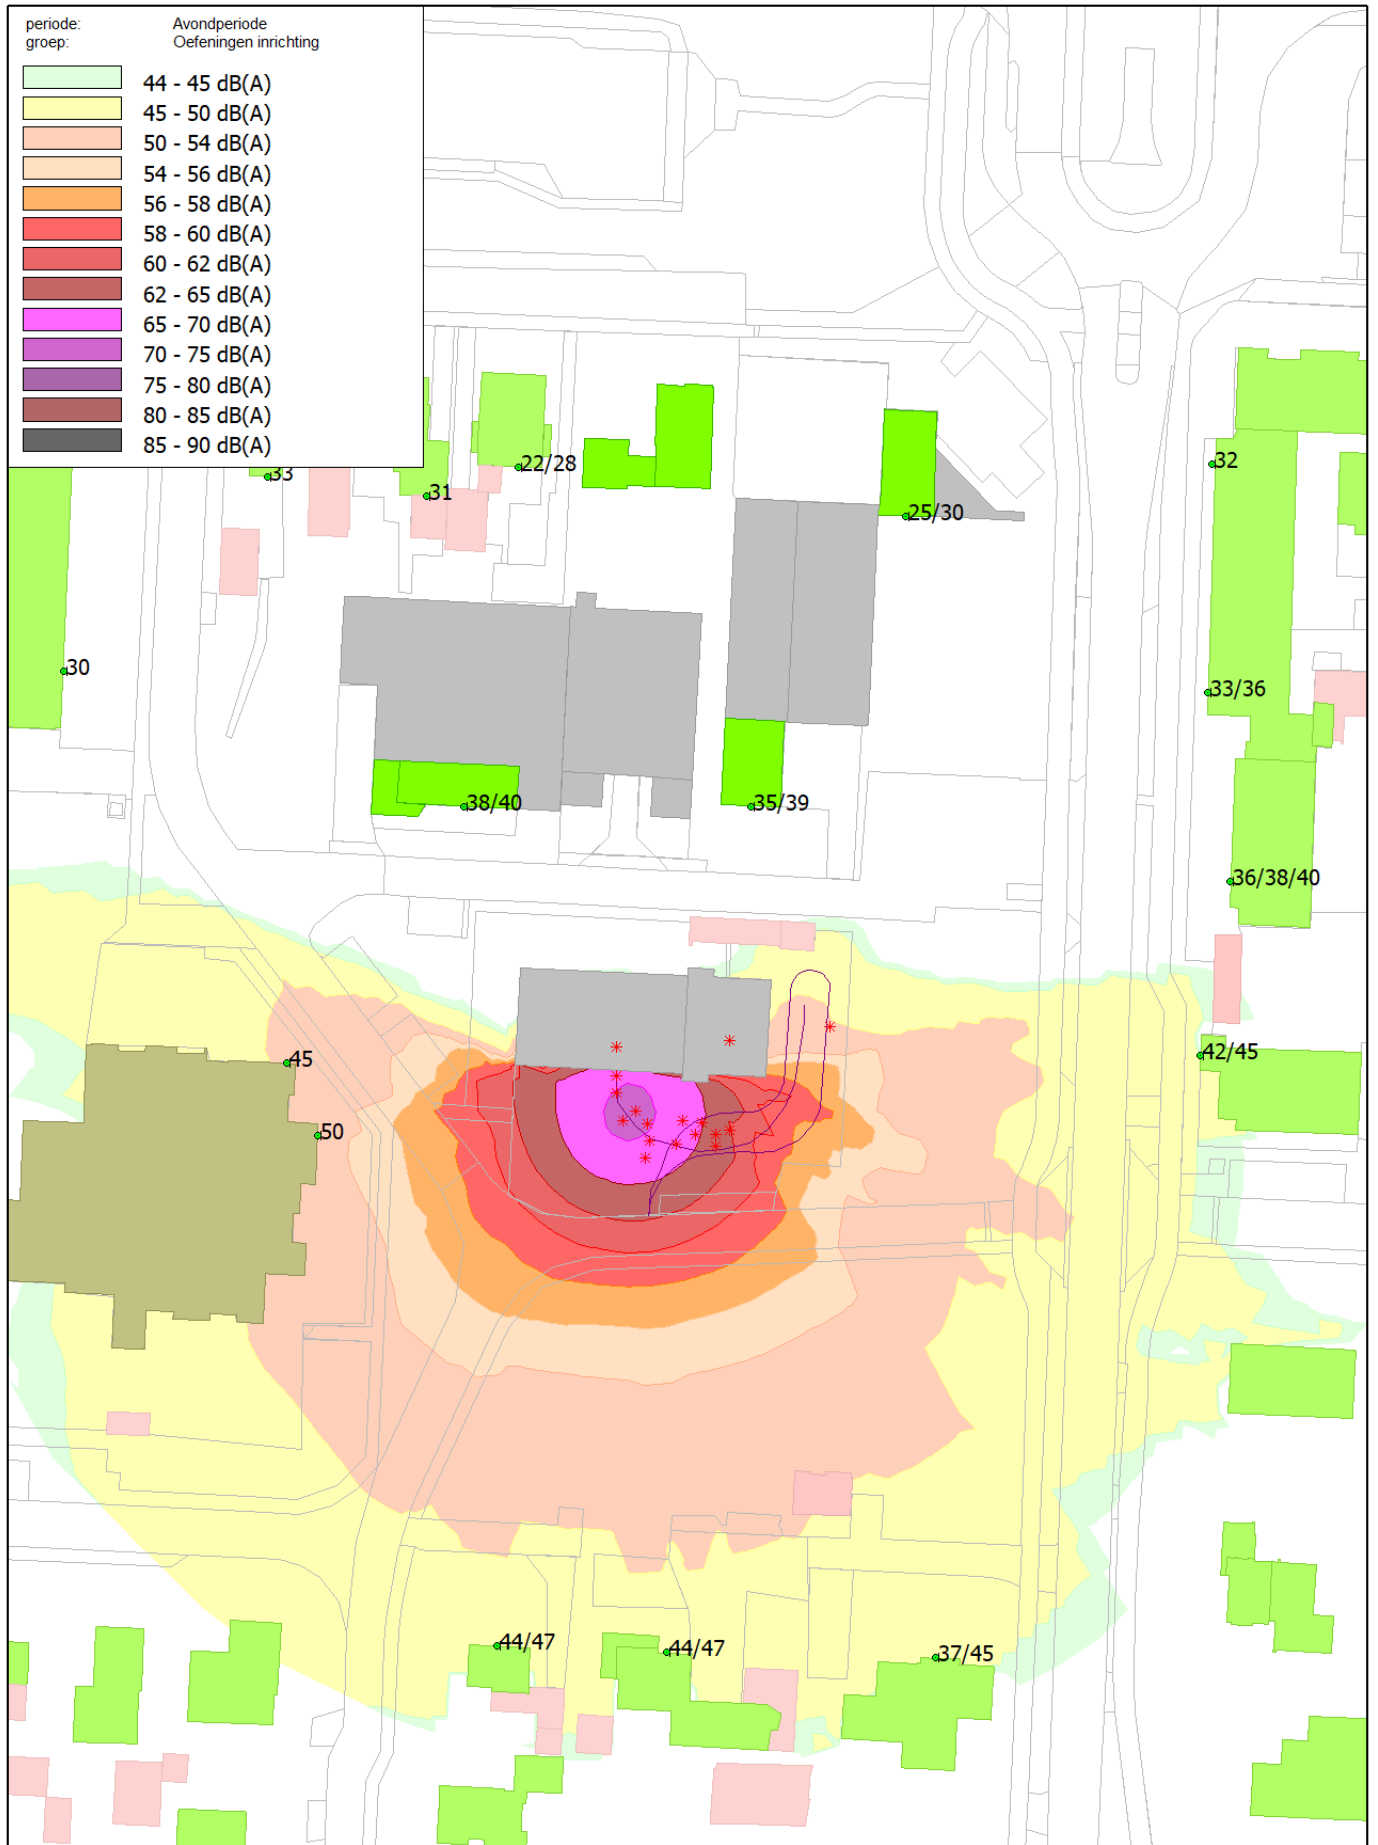 periode: Avondperiode
groep: Oefeningen inrichting
44 - 45 dB(A)
45 - 50 dB(A)
50 - 54 dB(A)
54 - 56 dB(A)
56 - 58 dB(A)
58 - 60 dB(A)
60 - 62 dB(A)
62 - 65 dB(A)
65 - 70 dB(A)
70 - 75 dB(A)
75 - 80 dB(A)
80 - 85 dB(A)
85 - 90 dB(A)
33
31
22/28
25/30
32
30
33/36
38/40
35/39
36/38/40
45
42/45
50
44/47
44/47
37/45